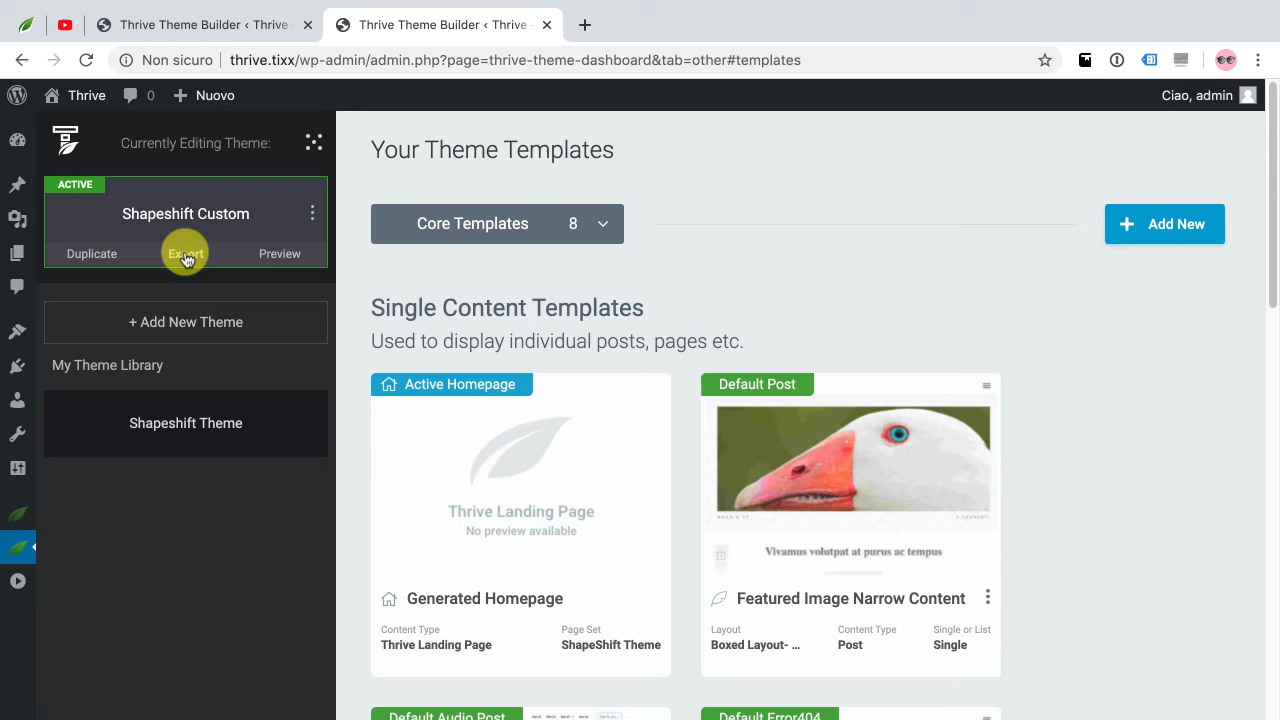 Thrive Theme Builder ‹ Thrive
Thrive Theme Builder ‹ Thrive
Non sicuro
thrive.tixx/wp-admin/admin.php?page=thrive-theme-dashboard&tab=other#templates
Thrive
0
Nuovo
Ciao, admin
Currently Editing Theme:
ACTIVE
Shapeshift Custom
Duplicate
Export
Preview
+ Add New Theme
My Theme Library
Shapeshift Theme
Your Theme Templates
Core Templates 8
Add New
Single Content Templates
Used to display individual posts, pages etc.
Active Homepage
Thrive Landing Page
No preview available
Generated Homepage
Content Type
Thrive Landing Page
Page Set
ShapeShift Theme
Default Post
Vivamus volutpat at purus ac tempus
Featured Image Narrow Content
Layout
Boxed Layout- ...
Content Type
Post
Single or List
Single
Default Audio Post
Default Error404